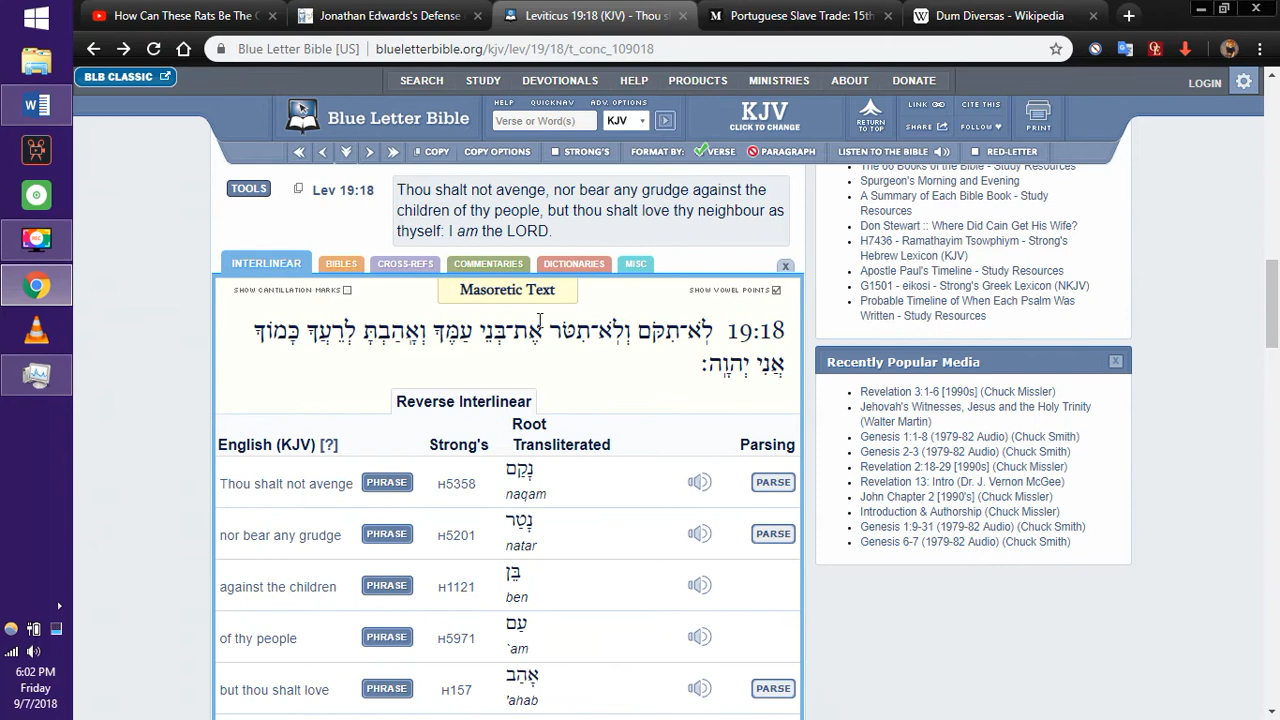 How Can These Rats Be The C
Jonathan Edwards's Defense
Leviticus 19:18 (KJV) - Thou s
Portuguese Slave Trade: 15th
Dum Diversas - Wikipedia
Blue Letter Bible [US]
blueletterbible.org/kjv/lev/19/18/t_conc_109018
BLB CLASSIC
SEARCH STUDY DEVOTIONALS HELP PRODUCTS MINISTRIES ABOUT DONATE
LOGIN
Blue Letter Bible
HELP QUICKNAV ADV. OPTIONS
Verse or Word(s)
KJV
KJV
CLICK TO CHANGE
RETURN
TO TOP
LINK
CITE THIS
SHARE
FOLLOW
PRINT
COPY COPY OPTIONS STRONG'S FORMAT BY: VERSE PARAGRAPH LISTEN TO THE BIBLE RED-LETTER
TOOLS
Lev 19:18
Thou shalt not avenge, nor bear any grudge against the
children of thy people, but thou shalt love thy neighbour as
thyself: I am the LORD.
INTERLINEAR BIBLES CROSS-REFS COMMENTARIES DICTIONARIES MISC
x
SHOW CANTILLATION MARKS
Masoretic Text
SHOW VOWEL POINTS
19:18 לֹֽא־תִקֹּם וְלֹֽא־תִטֹּר אֶת־בְּנֵי עַמֶּךָ וְאָֽהַבְתָּ לְרֵעֲךָ כָּמוֹךָ
אֲנִי יְהוָֽה׃
Reverse Interlinear
English (KJV) [?]
Strong's
Root
Transliterated
Parsing
Thou shalt not avenge PHRASE H5358 נָקַם PARSE
naqam
nor bear any grudge PHRASE H5201 נָטַר PARSE
natar
against the children PHRASE H1121 בֵּן
ben
of thy people PHRASE H5971 עַם
`am
but thou shalt love PHRASE H157 אָהַב PARSE
'ahab
The 66 Books of the Bible - Study Resources
Spurgeon's Morning and Evening
A Summary of Each Bible Book - Study
Resources
Don Stewart :: Where Did Cain Get His Wife?
H7436 - Ramathayim Tsowphiym - Strong's
Hebrew Lexicon (KJV)
Apostle Paul's Timeline - Study Resources
G1501 - eikosi - Strong's Greek Lexicon (NKJV)
Probable Timeline of When Each Psalm Was
Written - Study Resources
Recently Popular Media
x
Revelation 3:1-6 [1990s] (Chuck Missler)
Jehovah's Witnesses, Jesus and the Holy Trinity
(Walter Martin)
Genesis 1:1-8 (1979-82 Audio) (Chuck Smith)
Genesis 2-3 (1979-82 Audio) (Chuck Smith)
Revelation 2:18-29 [1990s] (Chuck Missler)
Revelation 13: Intro (Dr. J. Vernon McGee)
John Chapter 2 [1990's] (Chuck Missler)
Introduction & Authorship (Chuck Smith)
Genesis 1:9-31 (1979-82 Audio) (Chuck Smith)
Genesis 6-7 (1979-82 Audio) (Chuck Smith)
6:02 PM
Friday
9/7/2018